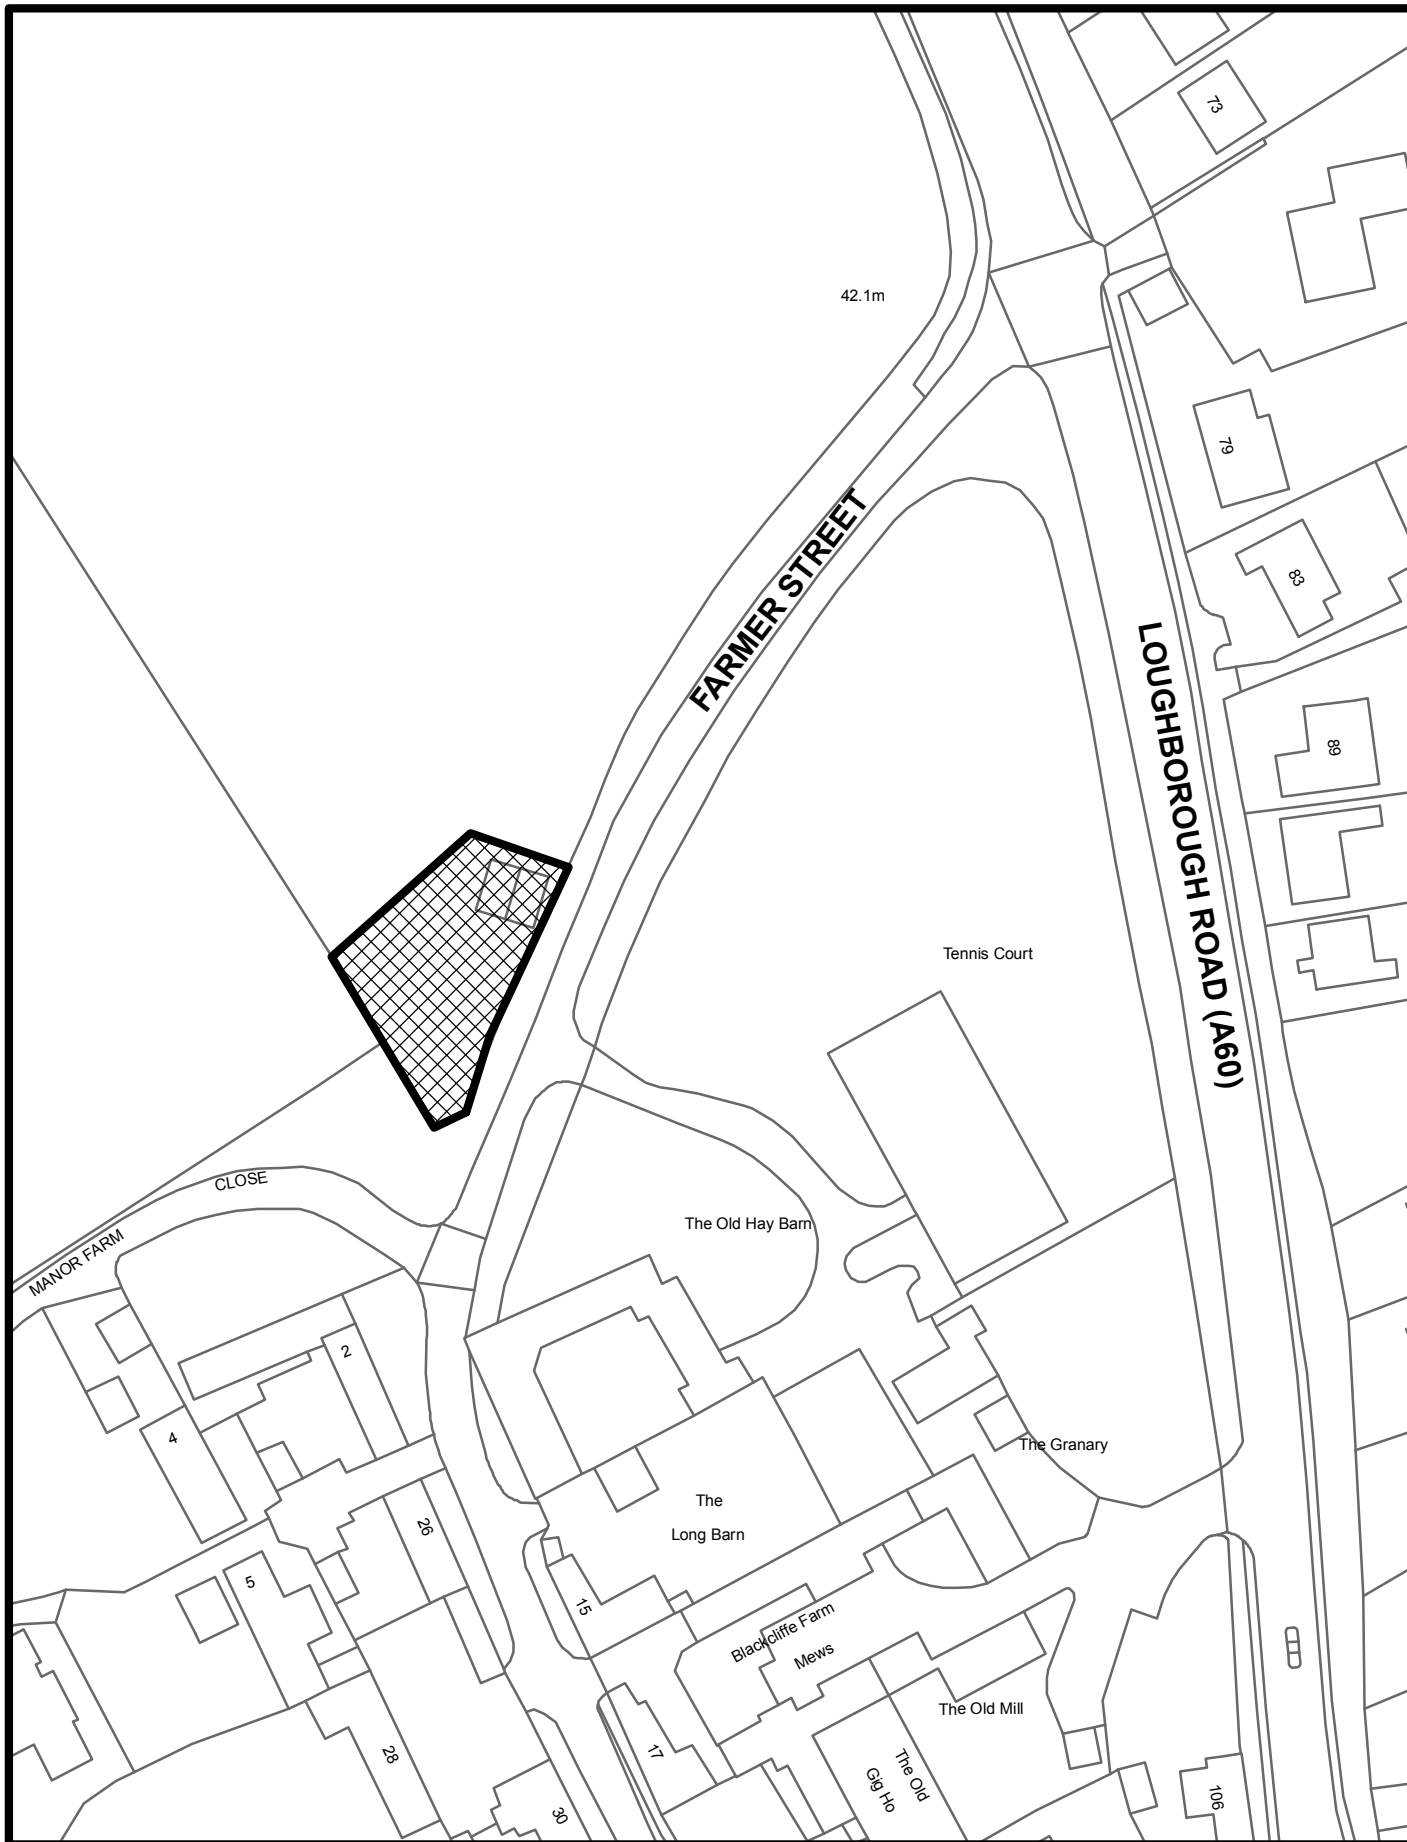 73
42.1m
79
FARMER STREET
83
LOUGHBOROUGH ROAD (A60)
89
Tennis Court
CLOSE
MANOR FARM
The Old Hay Barn
2
4
The Granary
The
Long Barn
26
5
15
Blackcliffe Farm
Mews
The Old Mill
17
28
The Old
Gig Ho
106
30